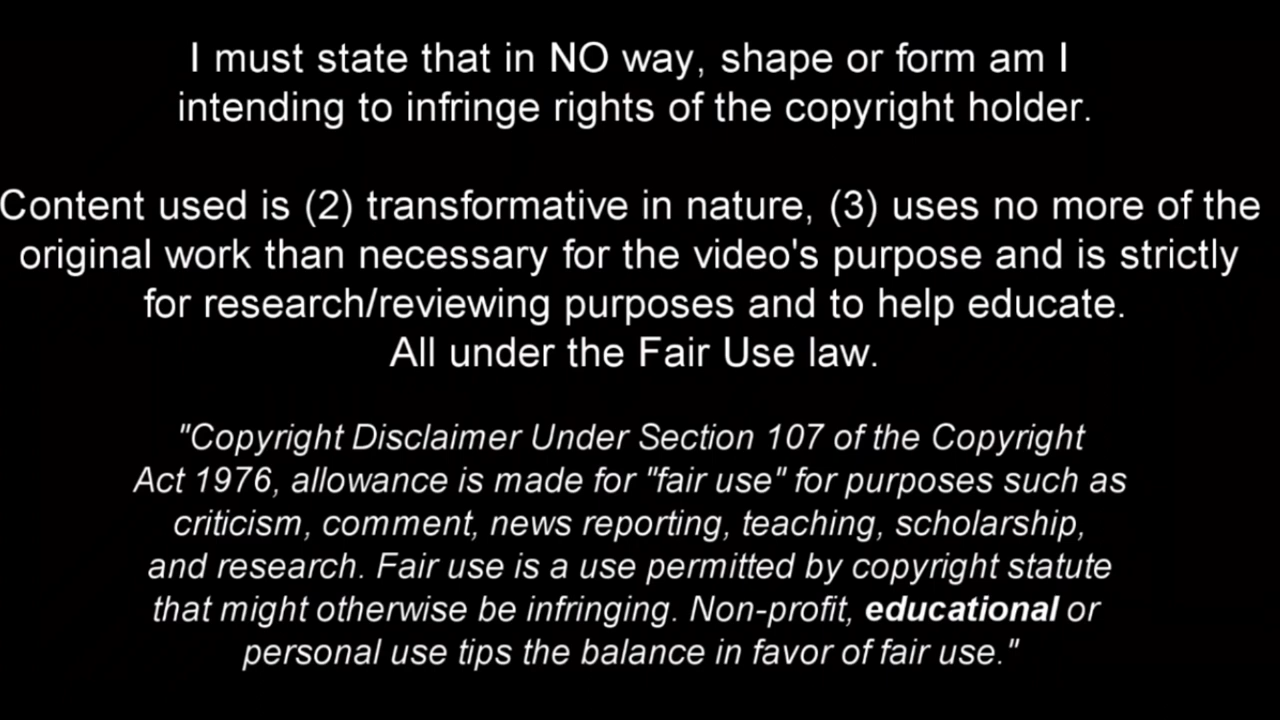 I must state that in NO way, shape or form am I
intending to infringe rights of the copyright holder.
Content used is (2) transformative in nature, (3) uses no more of the
original work than necessary for the video's purpose and is strictly
for research/reviewing purposes and to help educate.
All under the Fair Use law.
"Copyright Disclaimer Under Section 107 of the Copyright
Act 1976, allowance is made for "fair use" for purposes such as
criticism, comment, news reporting, teaching, scholarship,
and research. Fair use is a use permitted by copyright statute
that might otherwise be infringing. Non-profit, educational or
personal use tips the balance in favor of fair use."